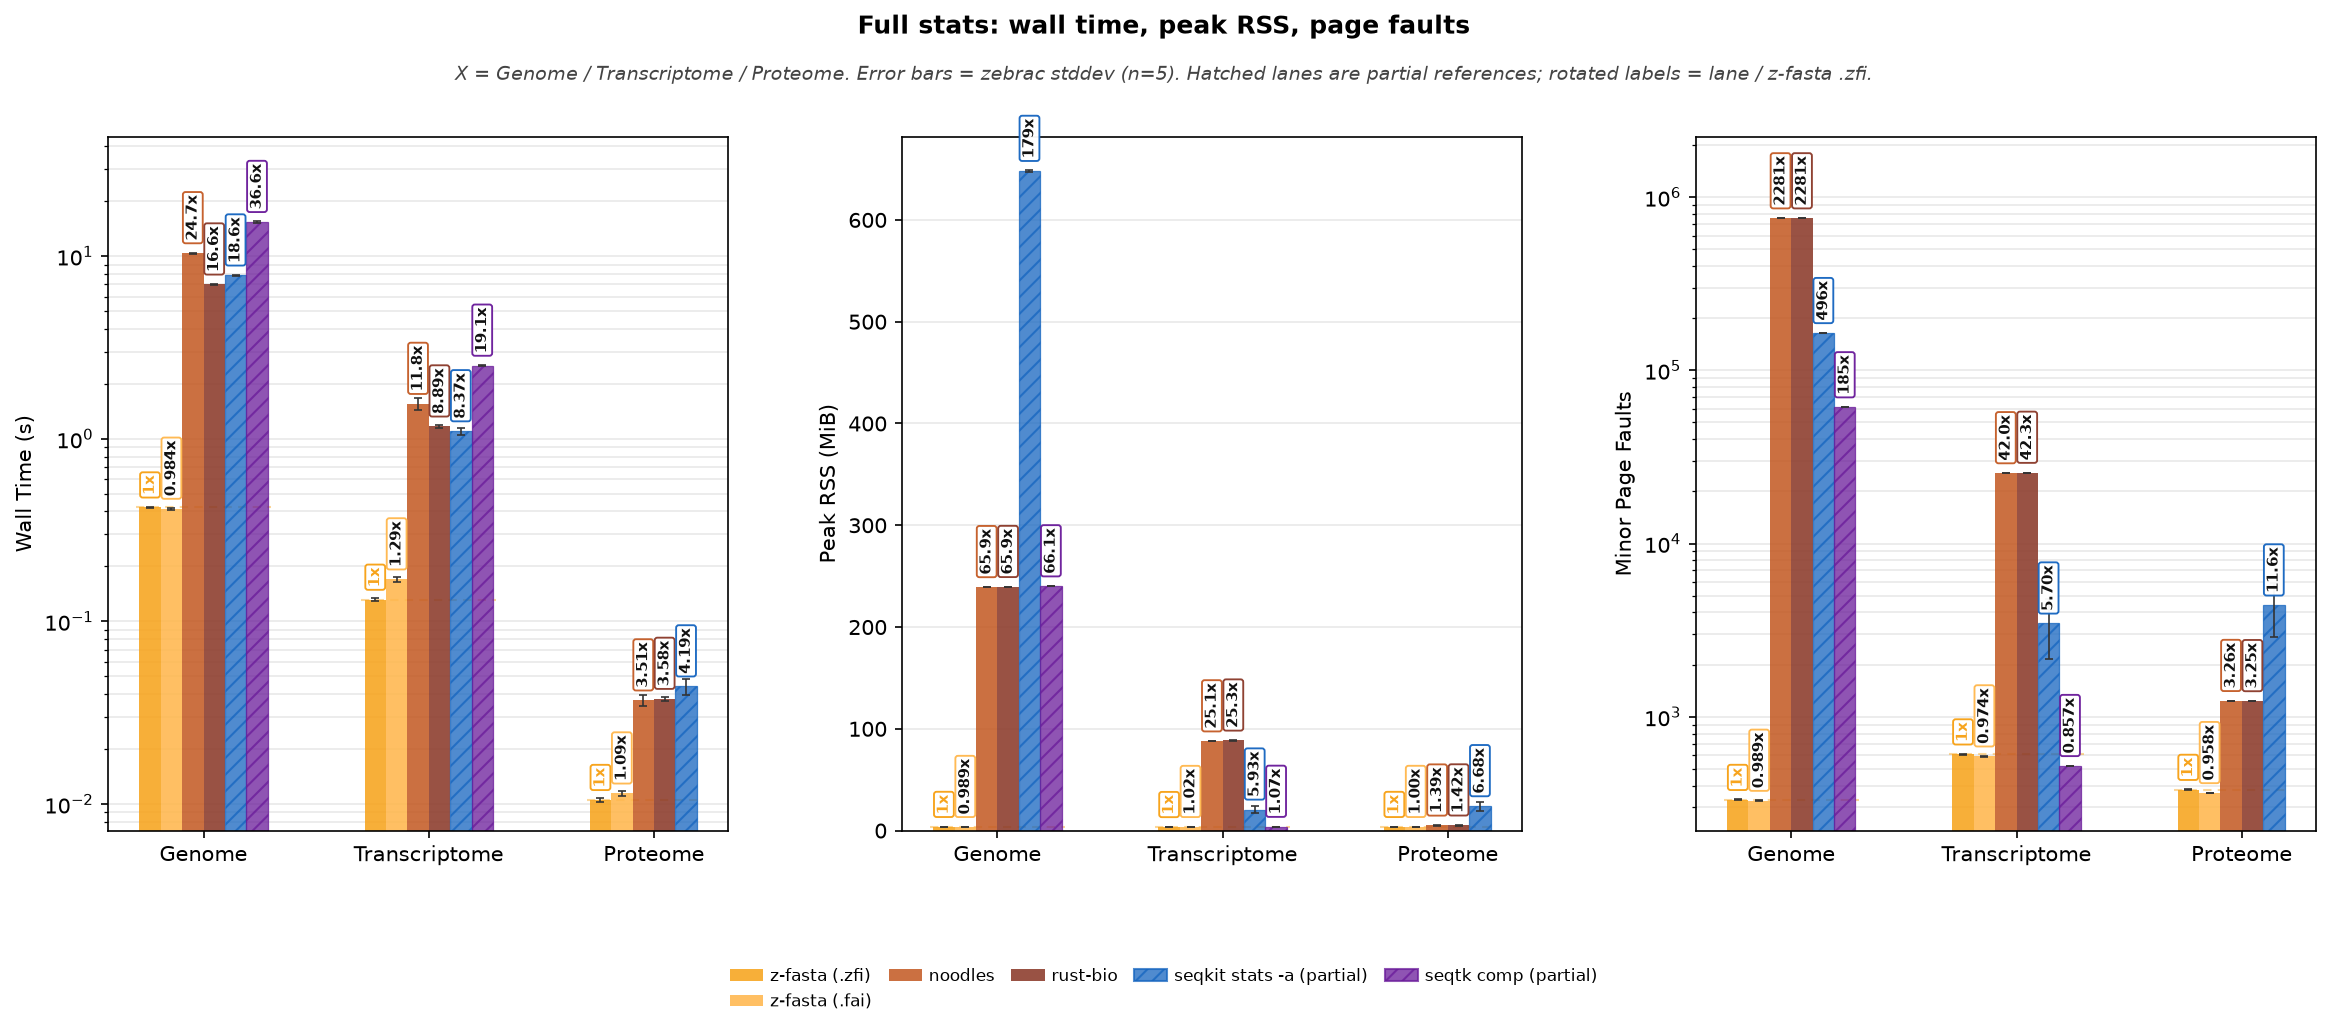 Full stats: wall time, peak RSS, page faults
X = Genome / Transcriptome / Proteome. Error bars = zebrac stddev (n=5). Hatched lanes are partial references; rotated labels = lane / z-fasta .zfi.
Wall Time (s)
10¹
10⁰
10⁻¹
10⁻²
1x
0.984x
24.7x
16.6x
18.6x
36.6x
1x
1.29x
11.8x
8.89x
8.37x
19.1x
1x
1.09x
3.51x
3.58x
4.19x
Genome
Transcriptome
Proteome
Peak RSS (MiB)
600
500
400
300
200
100
0
1x
0.989x
65.9x
65.9x
179x
66.1x
1x
1.02x
25.1x
25.3x
5.93x
1.07x
1x
1.00x
1.39x
1.42x
6.68x
Genome
Transcriptome
Proteome
Minor Page Faults
10⁶
10⁵
10⁴
10³
1x
0.989x
2281x
2281x
496x
185x
1x
0.974x
42.0x
42.3x
5.70x
0.857x
1x
0.958x
3.26x
3.25x
11.6x
Genome
Transcriptome
Proteome
z-fasta (.zfi)
z-fasta (.fai)
noodles
rust-bio
seqkit stats -a (partial)
seqtk comp (partial)